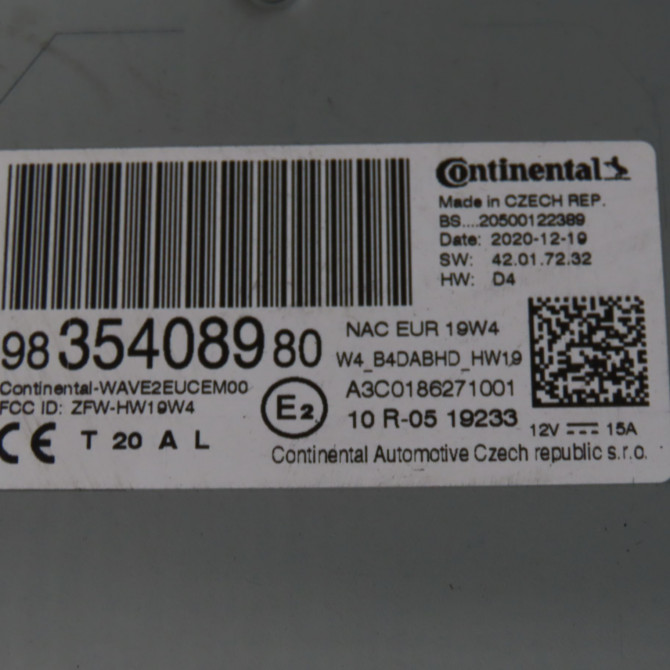 Continental
Made in CZECH REP.
BS....20500122389
Date: 2020-12-19
SW: 42.01.72.32
HW: D4
98 354089 80
NAC EUR 19W4
W4_B4DABHD_HW1.9
Continental-WAVE2EUCEM00
A3C0186271001
FCC ID: ZFW-HW19W4
E2
10 R-05 19233
12V 15A
CE T 20 A L
Continental Automotive Czech republic s.r.o.